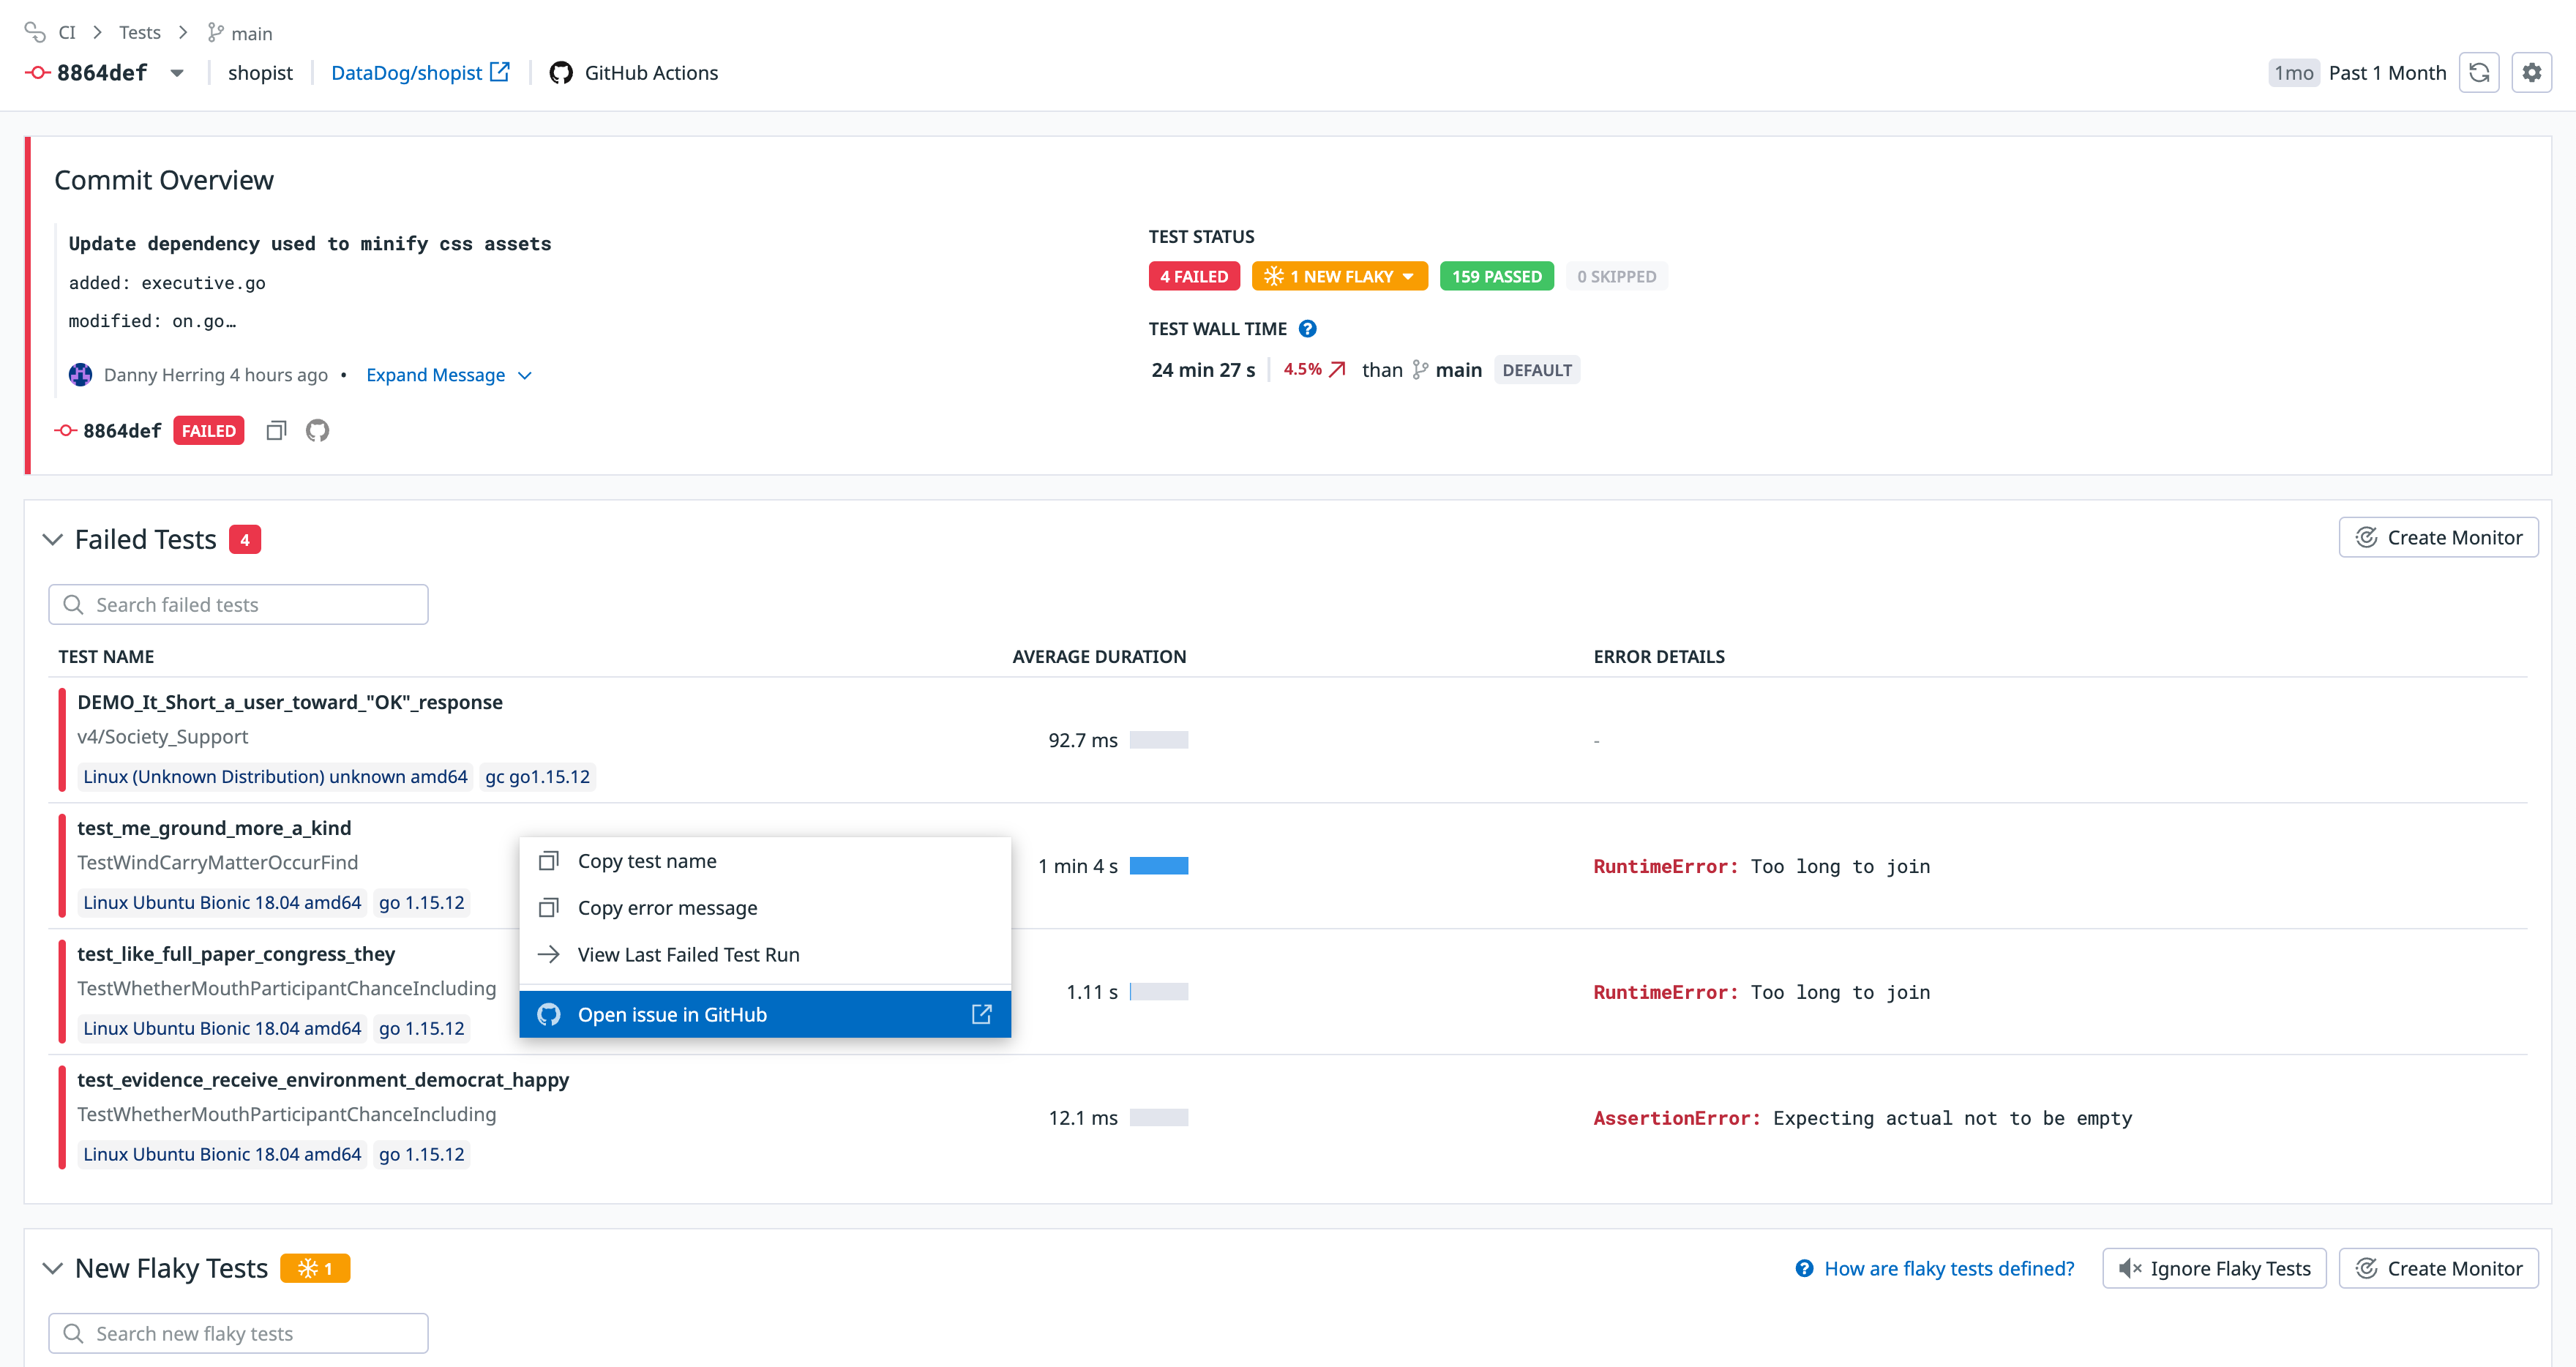 CI > Tests > main
8864def shopist DataDog/shopist GitHub Actions 1mo Past 1 Month
Commit Overview
Update dependency used to minify css assets
added: executive.go
modified: on.go…
Danny Herring 4 hours ago • Expand Message
8864def FAILED
TEST STATUS
4 FAILED 1 NEW FLAKY 159 PASSED 0 SKIPPED
TEST WALL TIME ?
24 min 27 s 4.5% than main DEFAULT
Failed Tests 4 Create Monitor
Search failed tests
TEST NAME AVERAGE DURATION ERROR DETAILS
DEMO_It_Short_a_user_toward_"OK"_response
v4/Society_Support
Linux (Unknown Distribution) unknown amd64 gc go1.15.12
92.7 ms -
test_me_ground_more_a_kind
TestWindCarryMatterOccurFind
Linux Ubuntu Bionic 18.04 amd64 go 1.15.12
1 min 4 s RuntimeError: Too long to join
Copy test name
Copy error message
View Last Failed Test Run
Open issue in GitHub
test_like_full_paper_congress_they
TestWhetherMouthParticipantChanceIncluding
Linux Ubuntu Bionic 18.04 amd64 go 1.15.12
1.11 s RuntimeError: Too long to join
test_evidence_receive_environment_democrat_happy
TestWhetherMouthParticipantChanceIncluding
Linux Ubuntu Bionic 18.04 amd64 go 1.15.12
12.1 ms AssertionError: Expecting actual not to be empty
New Flaky Tests 1 ? How are flaky tests defined? Ignore Flaky Tests Create Monitor
Search new flaky tests